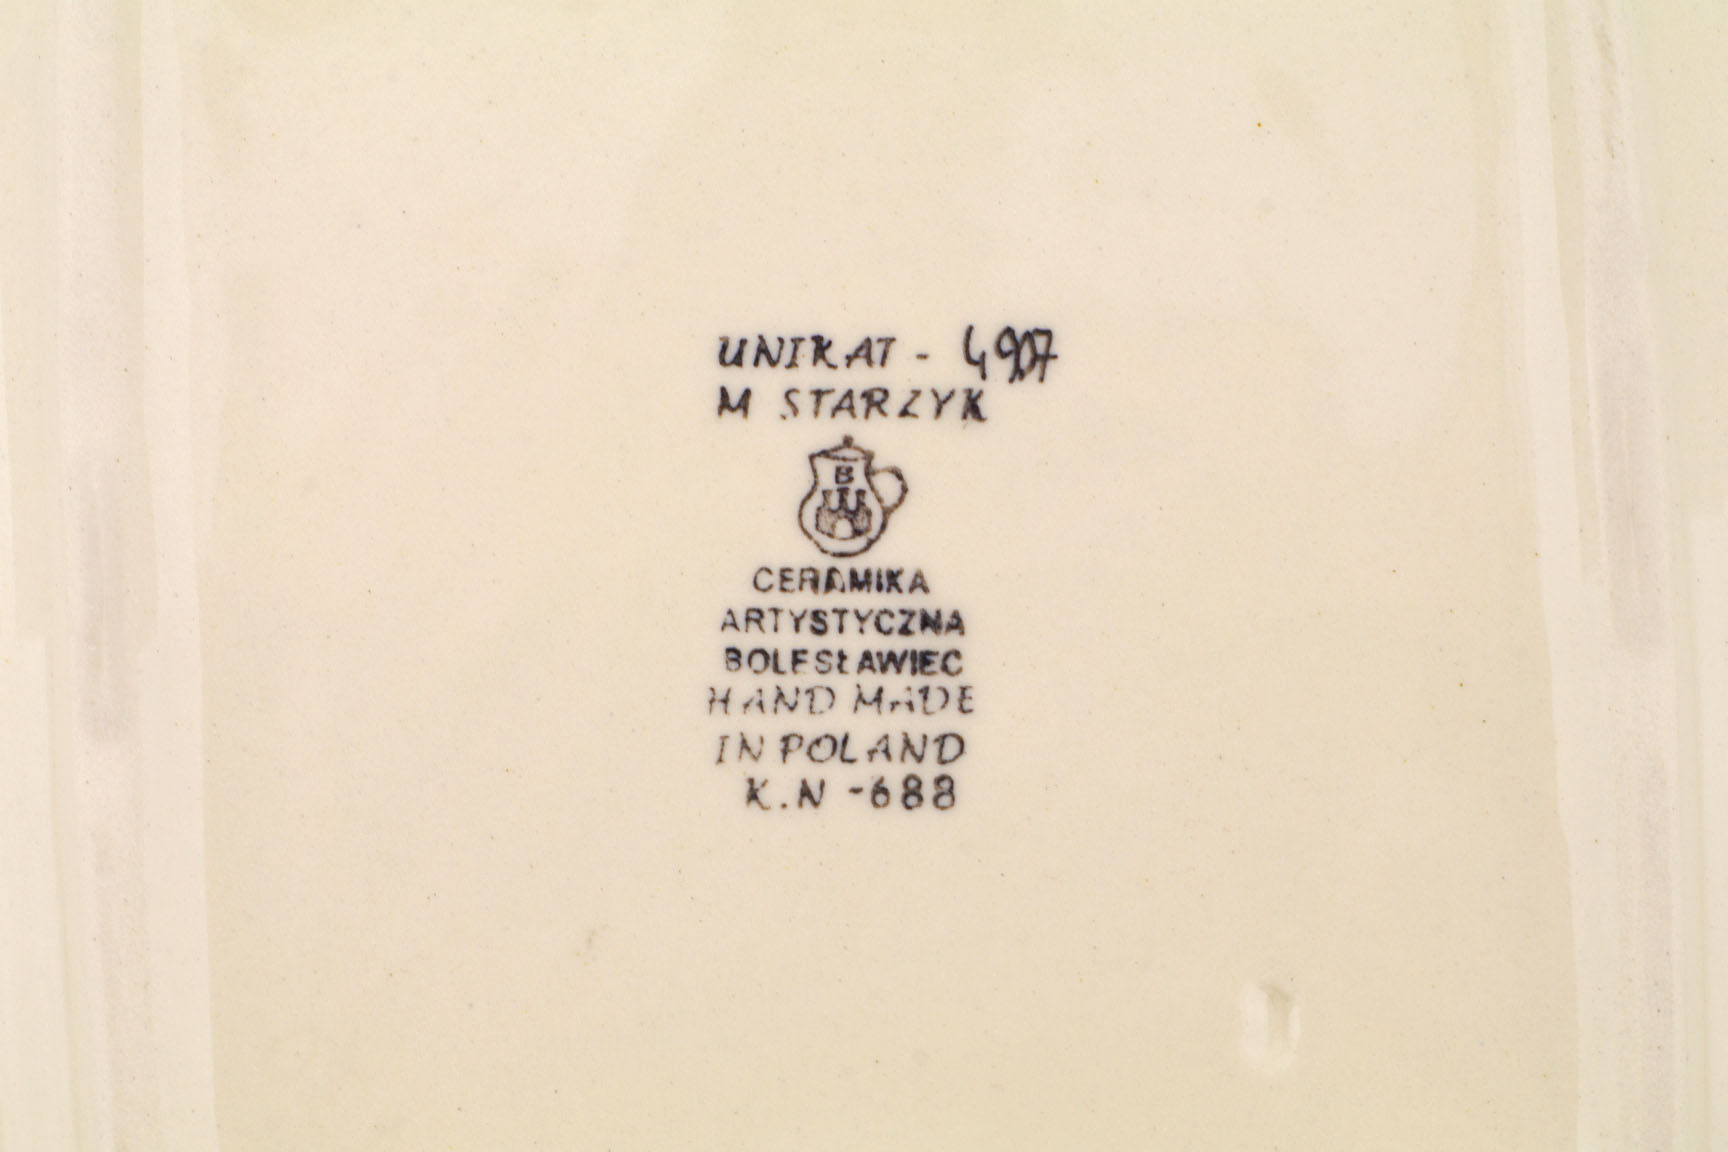 UNIKAT - 4907
M STARZYK
B
CERAMIKA
ARTYSTYCZNA
BOLESŁAWIEC
HAND MADE
IN POLAND
K.N -688